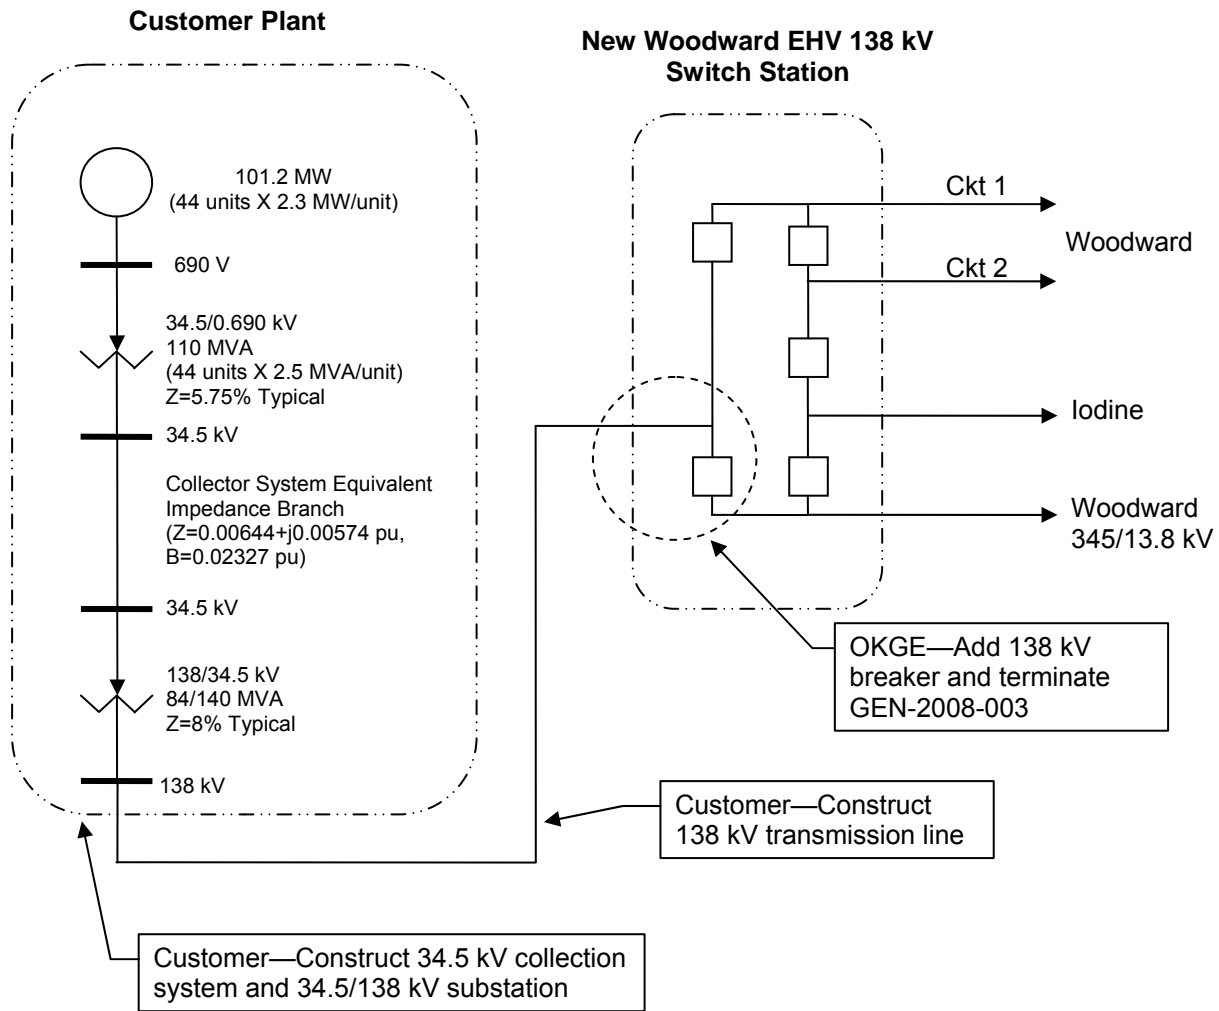 Customer Plant
New Woodward EHV 138 kV
Switch Station
101.2 MW
(44 units X 2.3 MW/unit)
690 V
34.5/0.690 kV
110 MVA
(44 units X 2.5 MVA/unit)
Z=5.75% Typical
34.5 kV
Collector System Equivalent
Impedance Branch
(Z=0.00644+j0.00574 pu,
B=0.02327 pu)
34.5 kV
138/34.5 kV
84/140 MVA
Z=8% Typical
138 kV
Ckt 1
Woodward
Ckt 2
Iodine
Woodward
345/13.8 kV
OKGE—Add 138 kV
breaker and terminate
GEN-2008-003
Customer—Construct
138 kV transmission line
Customer—Construct 34.5 kV collection
system and 34.5/138 kV substation